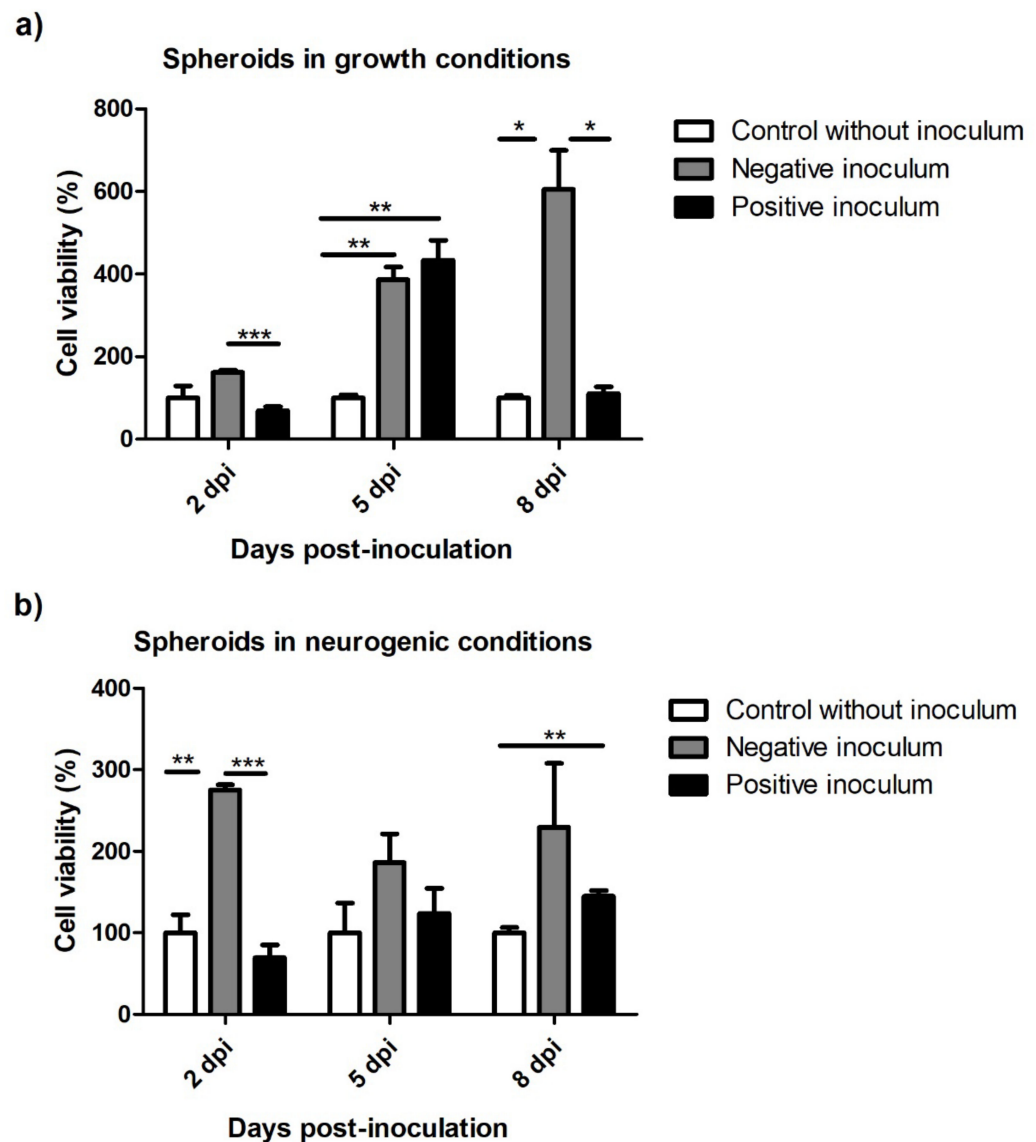 a)
Spheroids in growth conditions
Cell viability (%)
800
600
400
200
0
*
*
**
**
***
2 dpi
5 dpi
8 dpi
Days post-inoculation
Control without inoculum
Negative inoculum
Positive inoculum
b)
Spheroids in neurogenic conditions
Cell viability (%)
400
300
200
100
0
**
***
**
2 dpi
5 dpi
8 dpi
Days post-inoculation
Control without inoculum
Negative inoculum
Positive inoculum